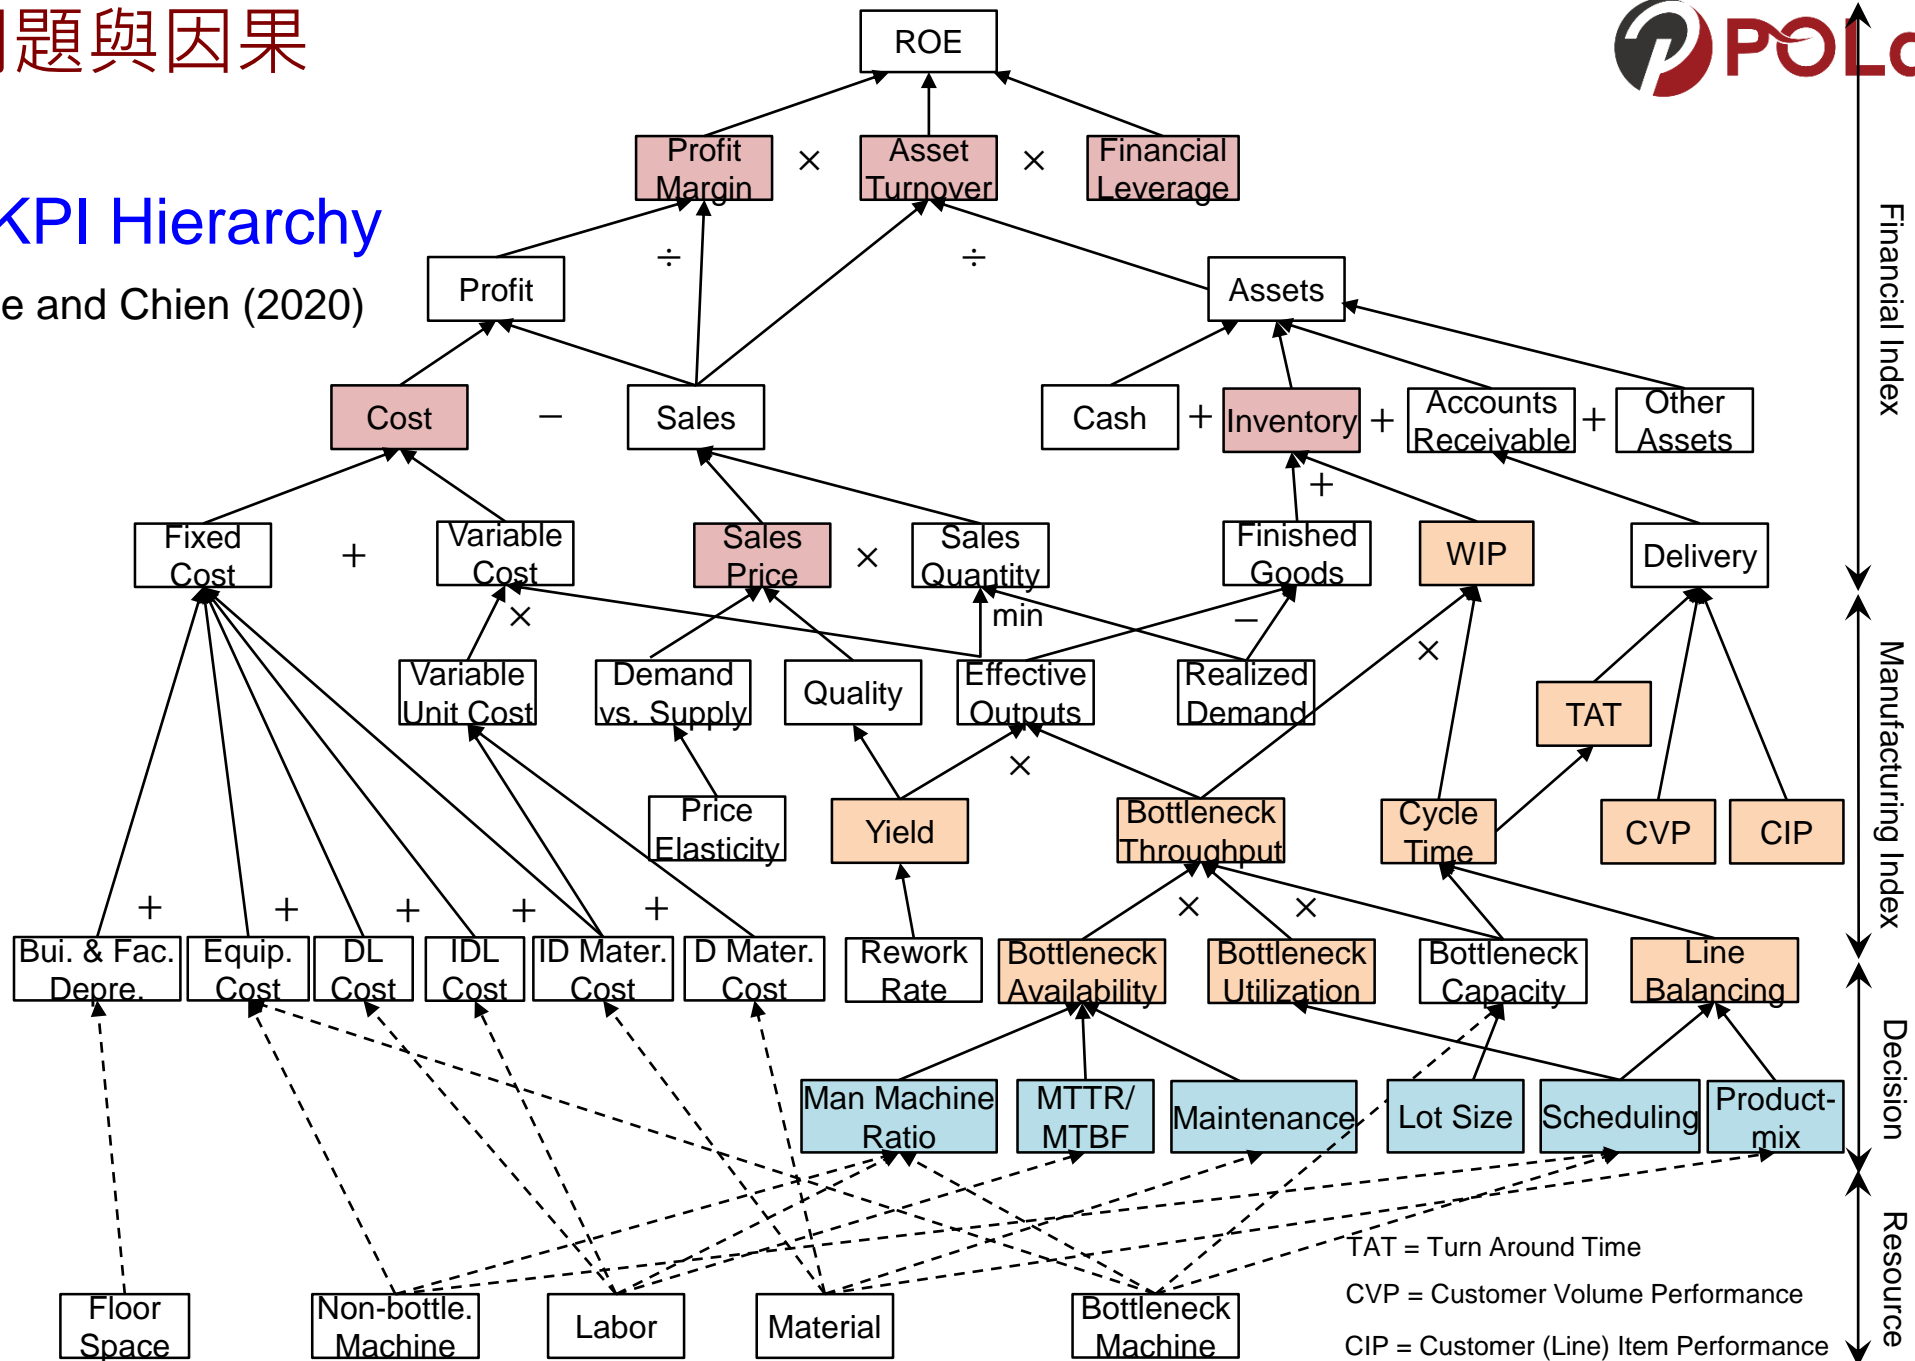 題與因果
POL
ROE
Profit
Margin
×
Asset
Turnover
×
Financial
Leverage
KPI Hierarchy
e and Chien (2020)
÷
÷
Profit
Assets
Cost
−
Sales
Cash
+
Inventory
+
Accounts
Receivable
+
Other
Assets
Financial Index
+
Fixed
Cost
+
Variable
Cost
Sales
Price
×
Sales
Quantity
Finished
Goods
WIP
Delivery
×
min
−
×
Variable
Unit Cost
Demand
vs. Supply
Quality
Effective
Outputs
Realized
Demand
TAT
Manufacturing Index
×
Price
Elasticity
Yield
Bottleneck
Throughput
Cycle
Time
CVP
CIP
+
+
+
+
+
×
×
Bui. & Fac.
Depre.
Equip.
Cost
DL
Cost
IDL
Cost
ID Mater.
Cost
D Mater.
Cost
Rework
Rate
Bottleneck
Availability
Bottleneck
Utilization
Bottleneck
Capacity
Line
Balancing
Decision
Man Machine
Ratio
MTTR/
MTBF
Maintenance
Lot Size
Scheduling
Product-
mix
Resource
Floor
Space
Non-bottle.
Machine
Labor
Material
Bottleneck
Machine
TAT = Turn Around Time
CVP = Customer Volume Performance
CIP = Customer (Line) Item Performance